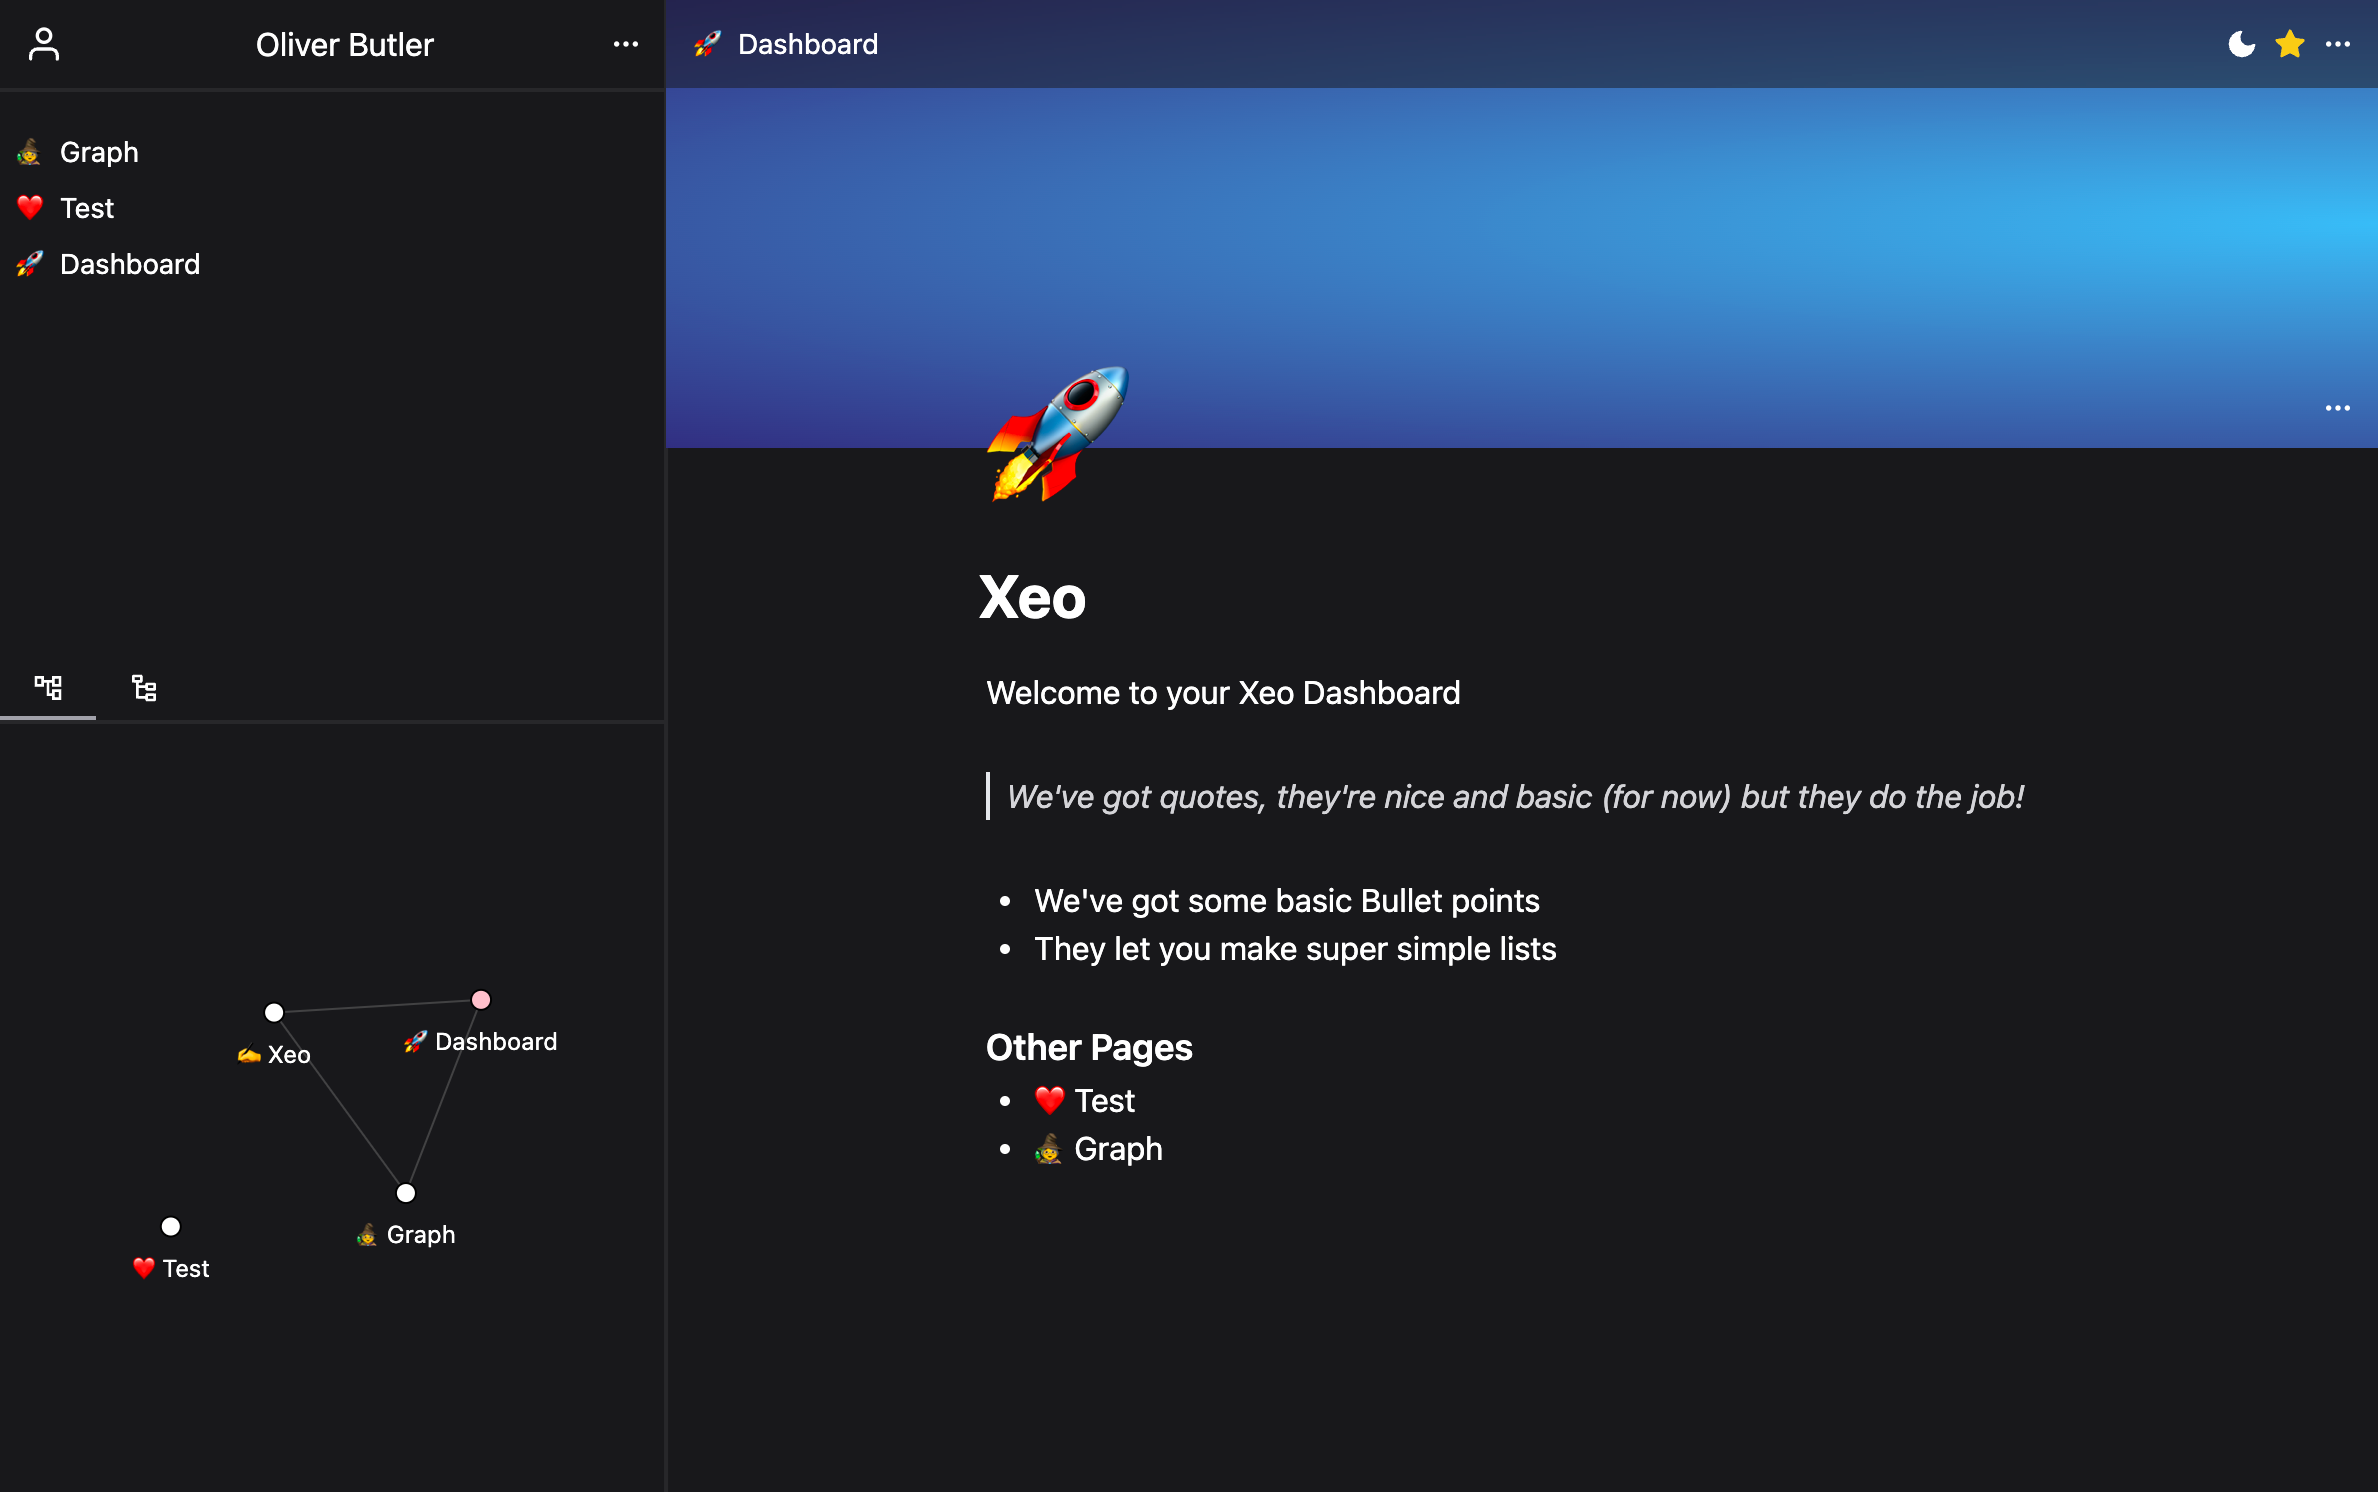 Oliver Butler
Graph
Test
Dashboard
Xeo
Dashboard
Graph
Test
Dashboard
Xeo
Welcome to your Xeo Dashboard
We've got quotes, they're nice and basic (for now) but they do the job!
• We've got some basic Bullet points
• They let you make super simple lists
Other Pages
• ❤️ Test
• 🧙 Graph